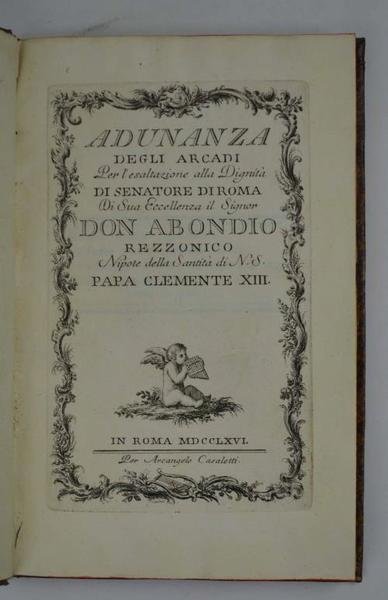 ADUNANZA
DEGLI ARCADI
Per l'esaltazione alla Dignità
DI SENATORE DI ROMA
Di Sua Eccellenza il Signor
DON ABONDIO
REZZONICO
Nipote della Santità di N.S.
PAPA CLEMENTE XIII.
IN ROMA MDCCLXVI.
Per Arcangelo Casaletti.